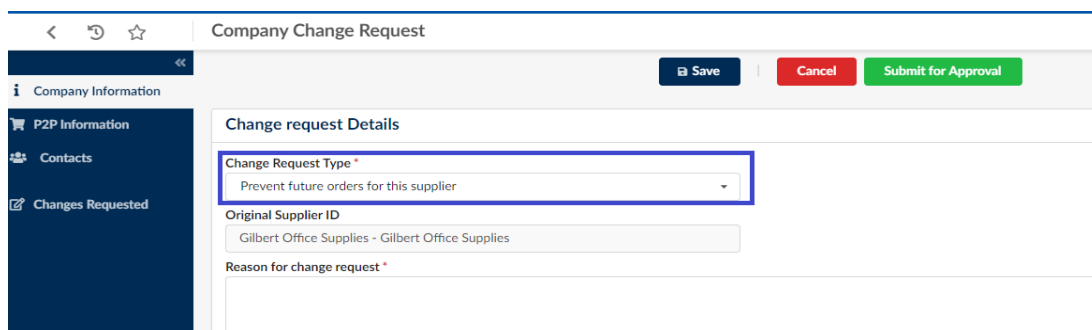 Company Change Request
Save
Cancel
Submit for Approval
Company Information
P2P Information
Contacts
Changes Requested
Change request Details
Change Request Type *
Prevent future orders for this supplier
Original Supplier ID
Gilbert Office Supplies - Gilbert Office Supplies
Reason for change request *